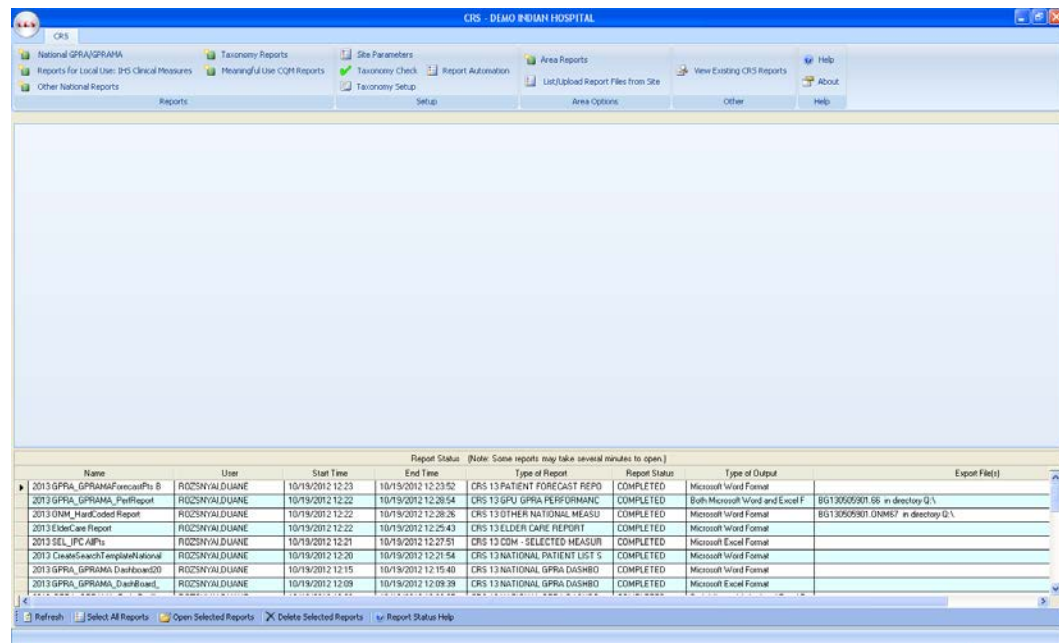 CRS - DEMO INDIAN HOSPITAL
CRS
National GPRA/GPRAMA
Reports for Local Use: IHS Clinical Measures
Other National Reports
Taxonomy Reports
Meaningful Use CQM Reports
Reports
Site Parameters
Taxonomy Check
Report Automation
Taxonomy Setup
Setup
Area Reports
List/Upload Report Files from Site
Area Options
View Existing CRS Reports
Other
Help
About
Help
Report Status (Note: Some reports may take several minutes to open.)
Name User Start Time End Time Type of Report Report Status Type of Output Export File(s)
2013 GPRA_GPRAMAForecastPts B ROZSNYAI,DUANE 10/19/2012 12:23 10/19/2012 12:23:52 CRS 13 PATIENT FORECAST REPO COMPLETED Microsoft Word Format
2013 GPRA_GPRAMA_PerfReport ROZSNYAI,DUANE 10/19/2012 12:22 10/19/2012 12:28:54 CRS 13 GPU GPRA PERFORMANC COMPLETED Both Microsoft Word and Excel F BG130505901.66 in directory Q:\
2013 ONM_HardCoded Report ROZSNYAI,DUANE 10/19/2012 12:22 10/19/2012 12:28:26 CRS 13 OTHER NATIONAL MEASU COMPLETED Microsoft Word Format BG130505901.ONM67 in directory Q:\
2013 ElderCare Report ROZSNYAI,DUANE 10/19/2012 12:22 10/19/2012 12:25:43 CRS 13 ELDER CARE REPORT COMPLETED Microsoft Word Format
2013 SEL_IPC AllPts ROZSNYAI,DUANE 10/19/2012 12:21 10/19/2012 12:27:51 CRS 13 COM - SELECTED MEASUR COMPLETED Microsoft Excel Format
2013 CreateSearchTemplateNational ROZSNYAI,DUANE 10/19/2012 12:20 10/19/2012 12:21:54 CRS 13 NATIONAL PATIENT LIST S COMPLETED Microsoft Word Format
2013 GPRA_GPRAMA Dashboard20 ROZSNYAI,DUANE 10/19/2012 12:15 10/19/2012 12:15:40 CRS 13 NATIONAL GPRA DASHBO COMPLETED Microsoft Word Format
2013 GPRA_GPRAMA_DashBoard_ ROZSNYAI,DUANE 10/19/2012 12:09 10/19/2012 12:09:39 CRS 13 NATIONAL GPRA DASHBO COMPLETED Microsoft Excel Format
Refresh Select All Reports Open Selected Reports Delete Selected Reports Report Status Help